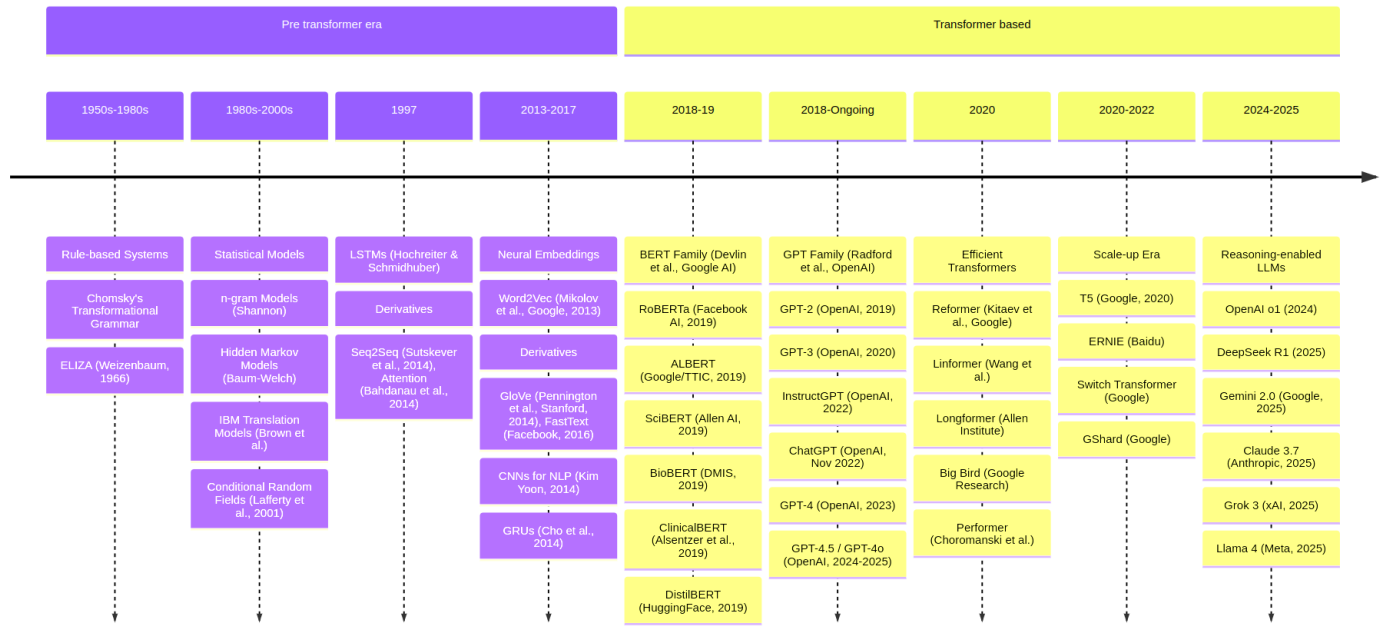 Pre transformer era
Transformer based
1950s-1980s
1980s-2000s
1997
2013-2017
2018-19
2018-Ongoing
2020
2020-2022
2024-2025
Rule-based Systems
Chomsky's
Transformational
Grammar
ELIZA (Weizenbaum,
1966)
Statistical Models
n-gram Models
(Shannon)
Hidden Markov
Models
(Baum-Welch)
IBM Translation
Models (Brown et
al.)
Conditional Random
Fields (Lafferty et
al., 2001)
LSTMs (Hochreiter &
Schmidhuber)
Derivatives
Seq2Seq (Sutskever
et al., 2014),
Attention
(Bahdanau et al.,
2014)
Neural Embeddings
Word2Vec (Mikolov
et al., Google, 2013)
Derivatives
GloVe (Pennington
et al., Stanford,
2014), FastText
(Facebook, 2016)
CNNs for NLP (Kim
Yoon, 2014)
GRUs (Cho et al.,
2014)
BERT Family (Devlin
et al., Google AI)
RoBERTa (Facebook
AI, 2019)
ALBERT
(Google/TTIC, 2019)
SciBERT (Allen AI,
2019)
BioBERT (DMIS,
2019)
ClinicalBERT
(Alsentzer et al.,
2019)
DistilBERT
(HuggingFace, 2019)
GPT Family (Radford
et al., OpenAI)
GPT-2 (OpenAI, 2019)
GPT-3 (OpenAI, 2020)
InstructGPT (OpenAI,
2022)
ChatGPT (OpenAI,
Nov 2022)
GPT-4 (OpenAI, 2023)
GPT-4.5 / GPT-4o
(OpenAI, 2024-2025)
Efficient
Transformers
Reformer (Kitaev et
al., Google)
Linformer (Wang et
al.)
Longformer (Allen
Institute)
Big Bird (Google
Research)
Performer
(Choromanski et al.)
Scale-up Era
T5 (Google, 2020)
ERNIE (Baidu)
Switch Transformer
(Google)
GShard (Google)
Reasoning-enabled
LLMs
OpenAI o1 (2024)
DeepSeek R1 (2025)
Gemini 2.0 (Google,
2025)
Claude 3.7
(Anthropic, 2025)
Grok 3 (xAI, 2025)
Llama 4 (Meta, 2025)